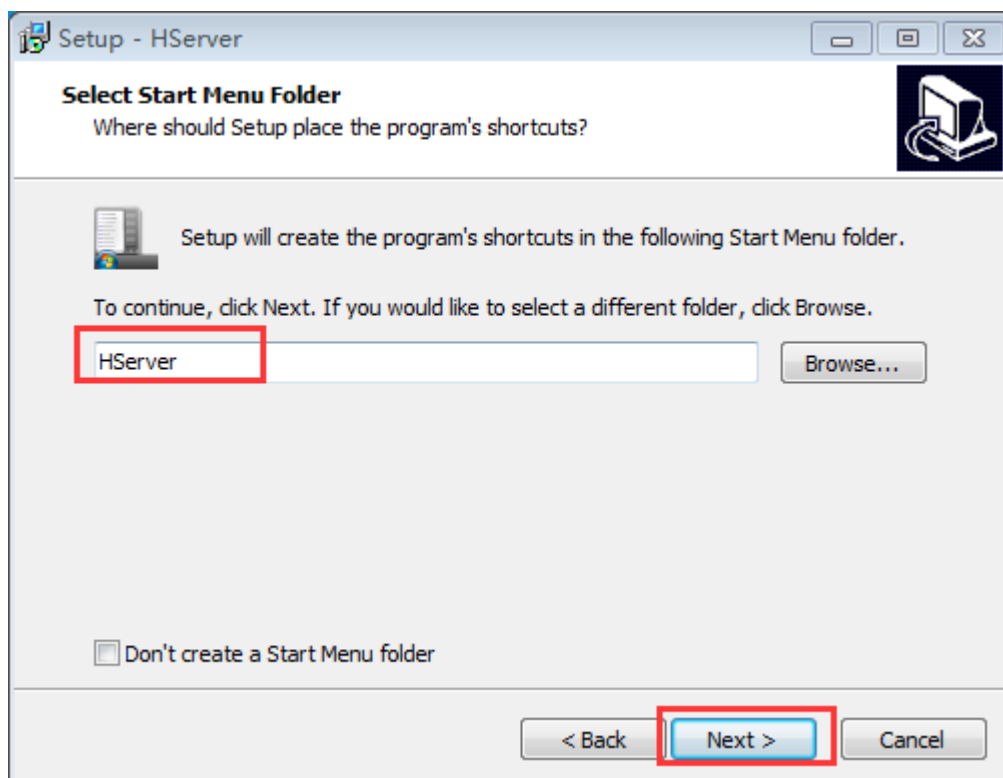 Setup - HServer
Select Start Menu Folder
Where should Setup place the program's shortcuts?
Setup will create the program's shortcuts in the following Start Menu folder.
To continue, click Next. If you would like to select a different folder, click Browse.
HServer
Browse...
Don't create a Start Menu folder
< Back
Next >
Cancel